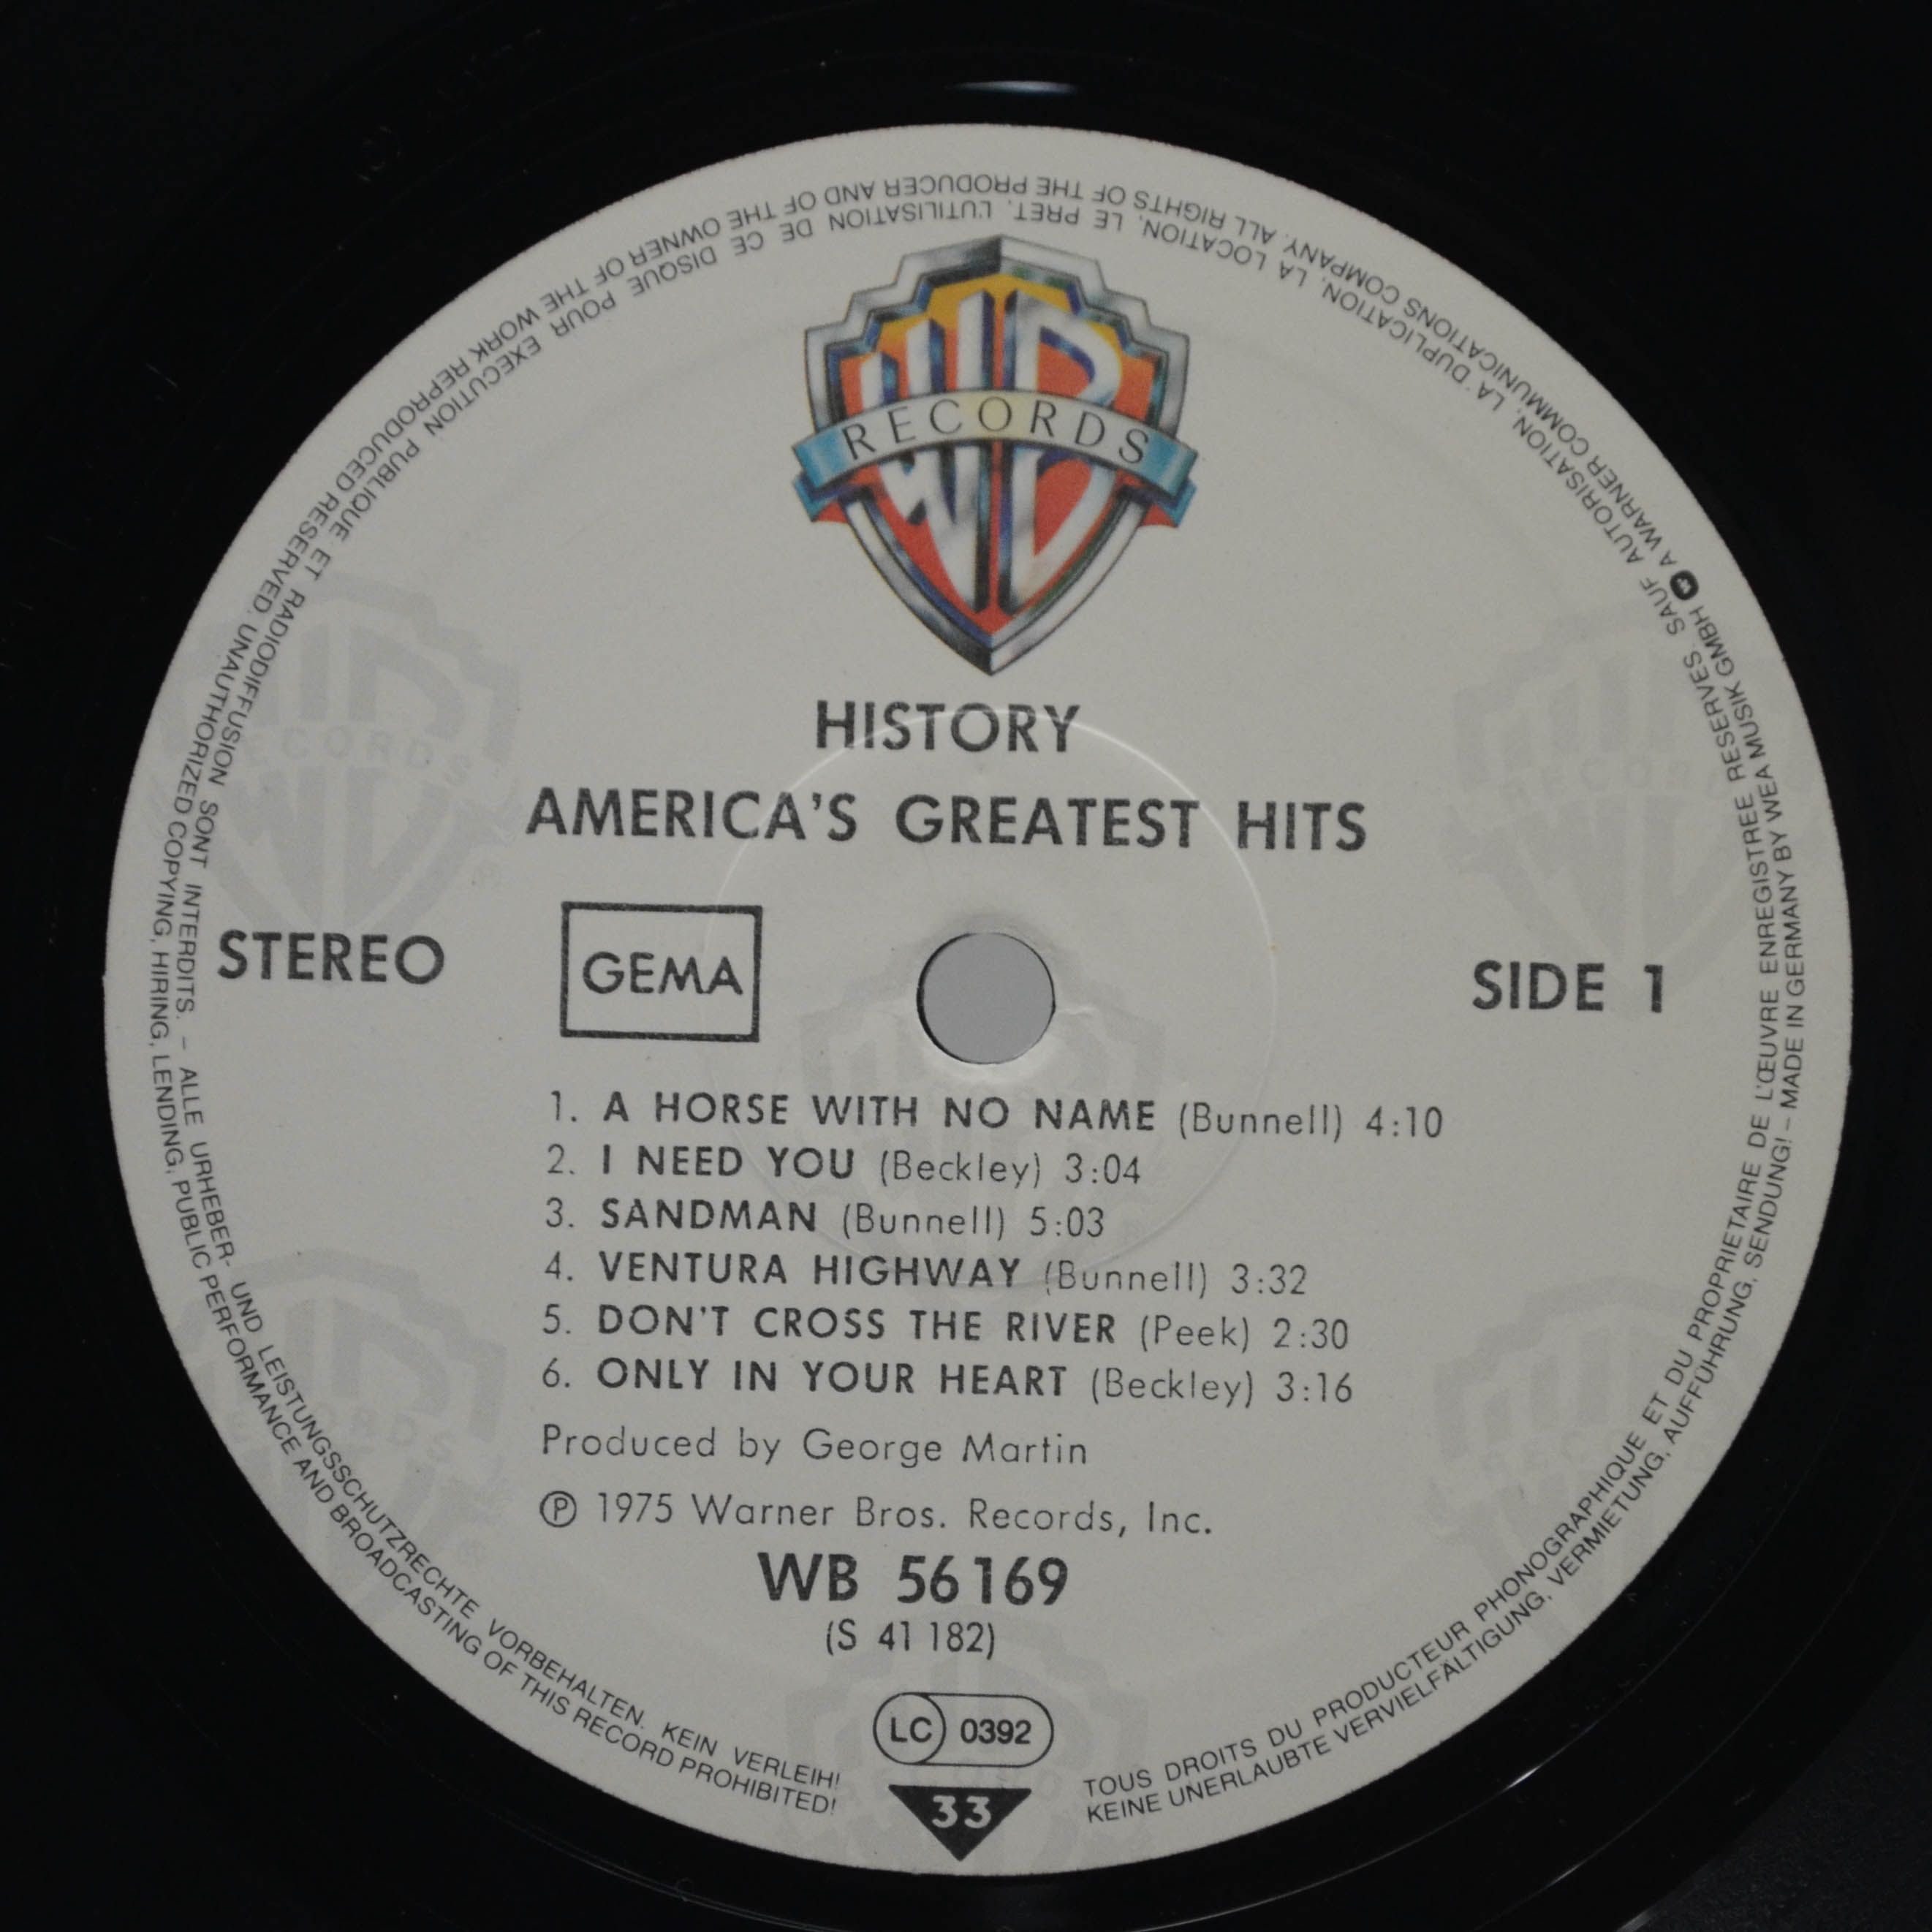 WB
RECORDS
HISTORY
AMERICA'S GREATEST HITS
STEREO
GEMA
SIDE 1
1. A HORSE WITH NO NAME (Bunnell) 4:10
2. I NEED YOU (Beckley) 3:04
3. SANDMAN (Bunnell) 5:03
4. VENTURA HIGHWAY (Bunnell) 3:32
5. DON'T CROSS THE RIVER (Peek) 2:30
6. ONLY IN YOUR HEART (Beckley) 3:16
Produced by George Martin
Ⓟ 1975 Warner Bros. Records, Inc.
WB 56169
(S 41 182)
LC 0392
33
TOUS DROITS DU PRODUCTEUR PHONOGRAPHIQUE ET DU PROPRIETAIRE DE L'ŒUVRE ENREGISTREE RESERVES. SAUF AUTORISATION, LA DUPLICATION, LA LOCATION, LE PRET, L'UTILISATION DE CE DISQUE POUR EXECUTION PUBLIQUE ET RADIODIFFUSION SONT INTERDITS. – ALLE URHEBER- UND LEISTUNGSSCHUTZRECHTE VORBEHALTEN. KEIN VERLEIH!
KEINE UNERLAUBTE VERVIELFÄLTIGUNG, VERMIETUNG, AUFFÜHRUNG, SENDUNG! – MADE IN GERMANY BY WEA MUSIK GMBH A WARNER COMMUNICATIONS COMPANY. ALL RIGHTS OF THE PRODUCER AND OF THE OWNER OF THE WORK REPRODUCED RESERVED. UNAUTHORIZED COPYING, HIRING, LENDING, PUBLIC PERFORMANCE AND BROADCASTING OF THIS RECORD PROHIBITED!